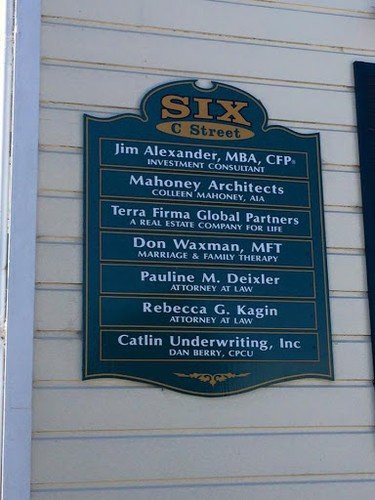 SIX
C Street
Jim Alexander, MBA, CFP®
INVESTMENT CONSULTANT
Mahoney Architects
COLLEEN MAHONEY, AIA
Terra Firma Global Partners
A REAL ESTATE COMPANY FOR LIFE
Don Waxman, MFT
MARRIAGE & FAMILY THERAPY
Pauline M. Deixler
ATTORNEY AT LAW
Rebecca G. Kagin
ATTORNEY AT LAW
Catlin Underwriting, Inc
DAN BERRY, CPCU